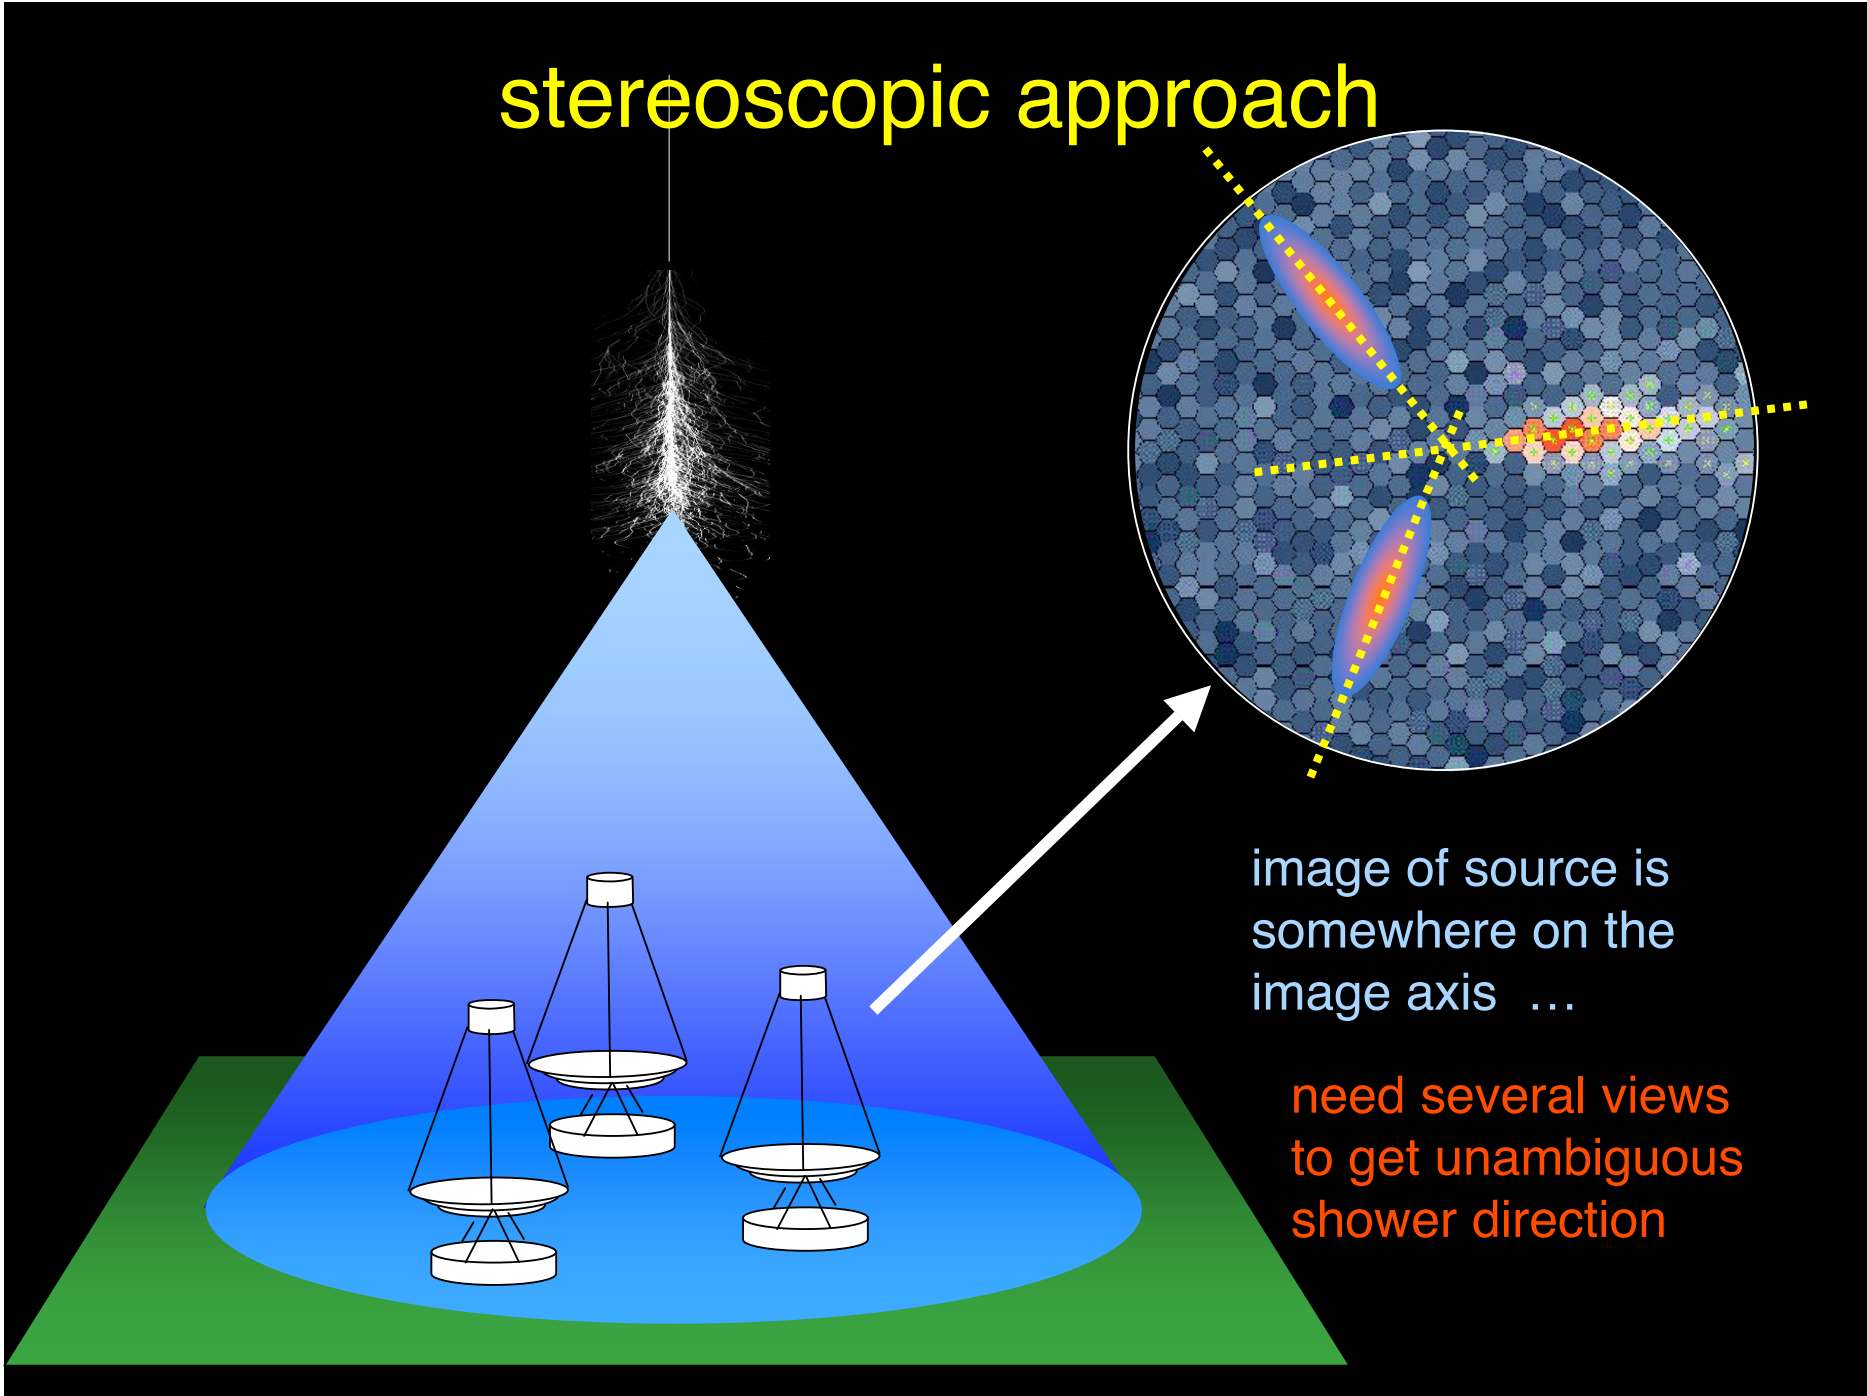 stereoscopic approach
image of source is
somewhere on the
image axis  …
need several views
to get unambiguous
shower direction